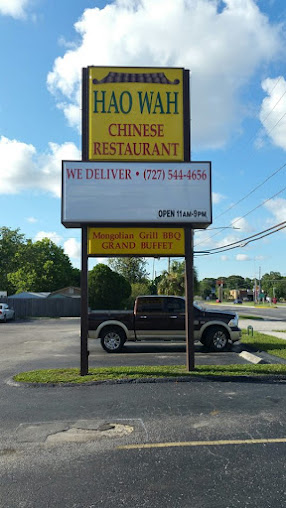 HAO WAH
CHINESE
RESTAURANT
WE DELIVER • (727) 544-4656
OPEN 11AM-9PM
Mongolian Grill BBQ
GRAND BUFFET